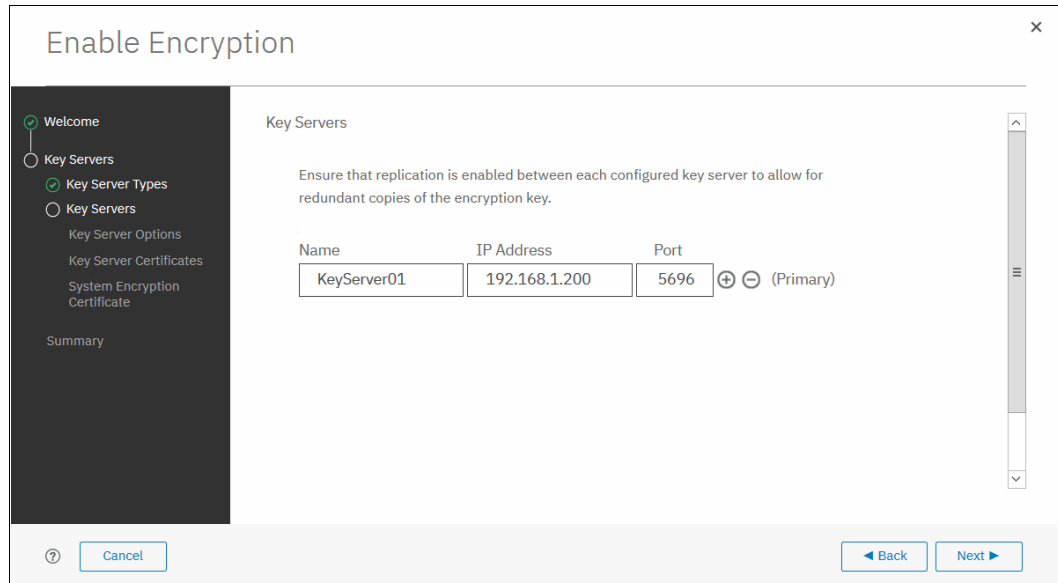 Enable Encryption
Welcome
Key Servers
Key Server Types
Key Servers
Key Server Options
Key Server Certificates
System Encryption
Certificate
Summary
Key Servers
Ensure that replication is enabled between each configured key server to allow for
redundant copies of the encryption key.
Name IP Address Port
KeyServer01 192.168.1.200 5696 (Primary)
Cancel Back Next